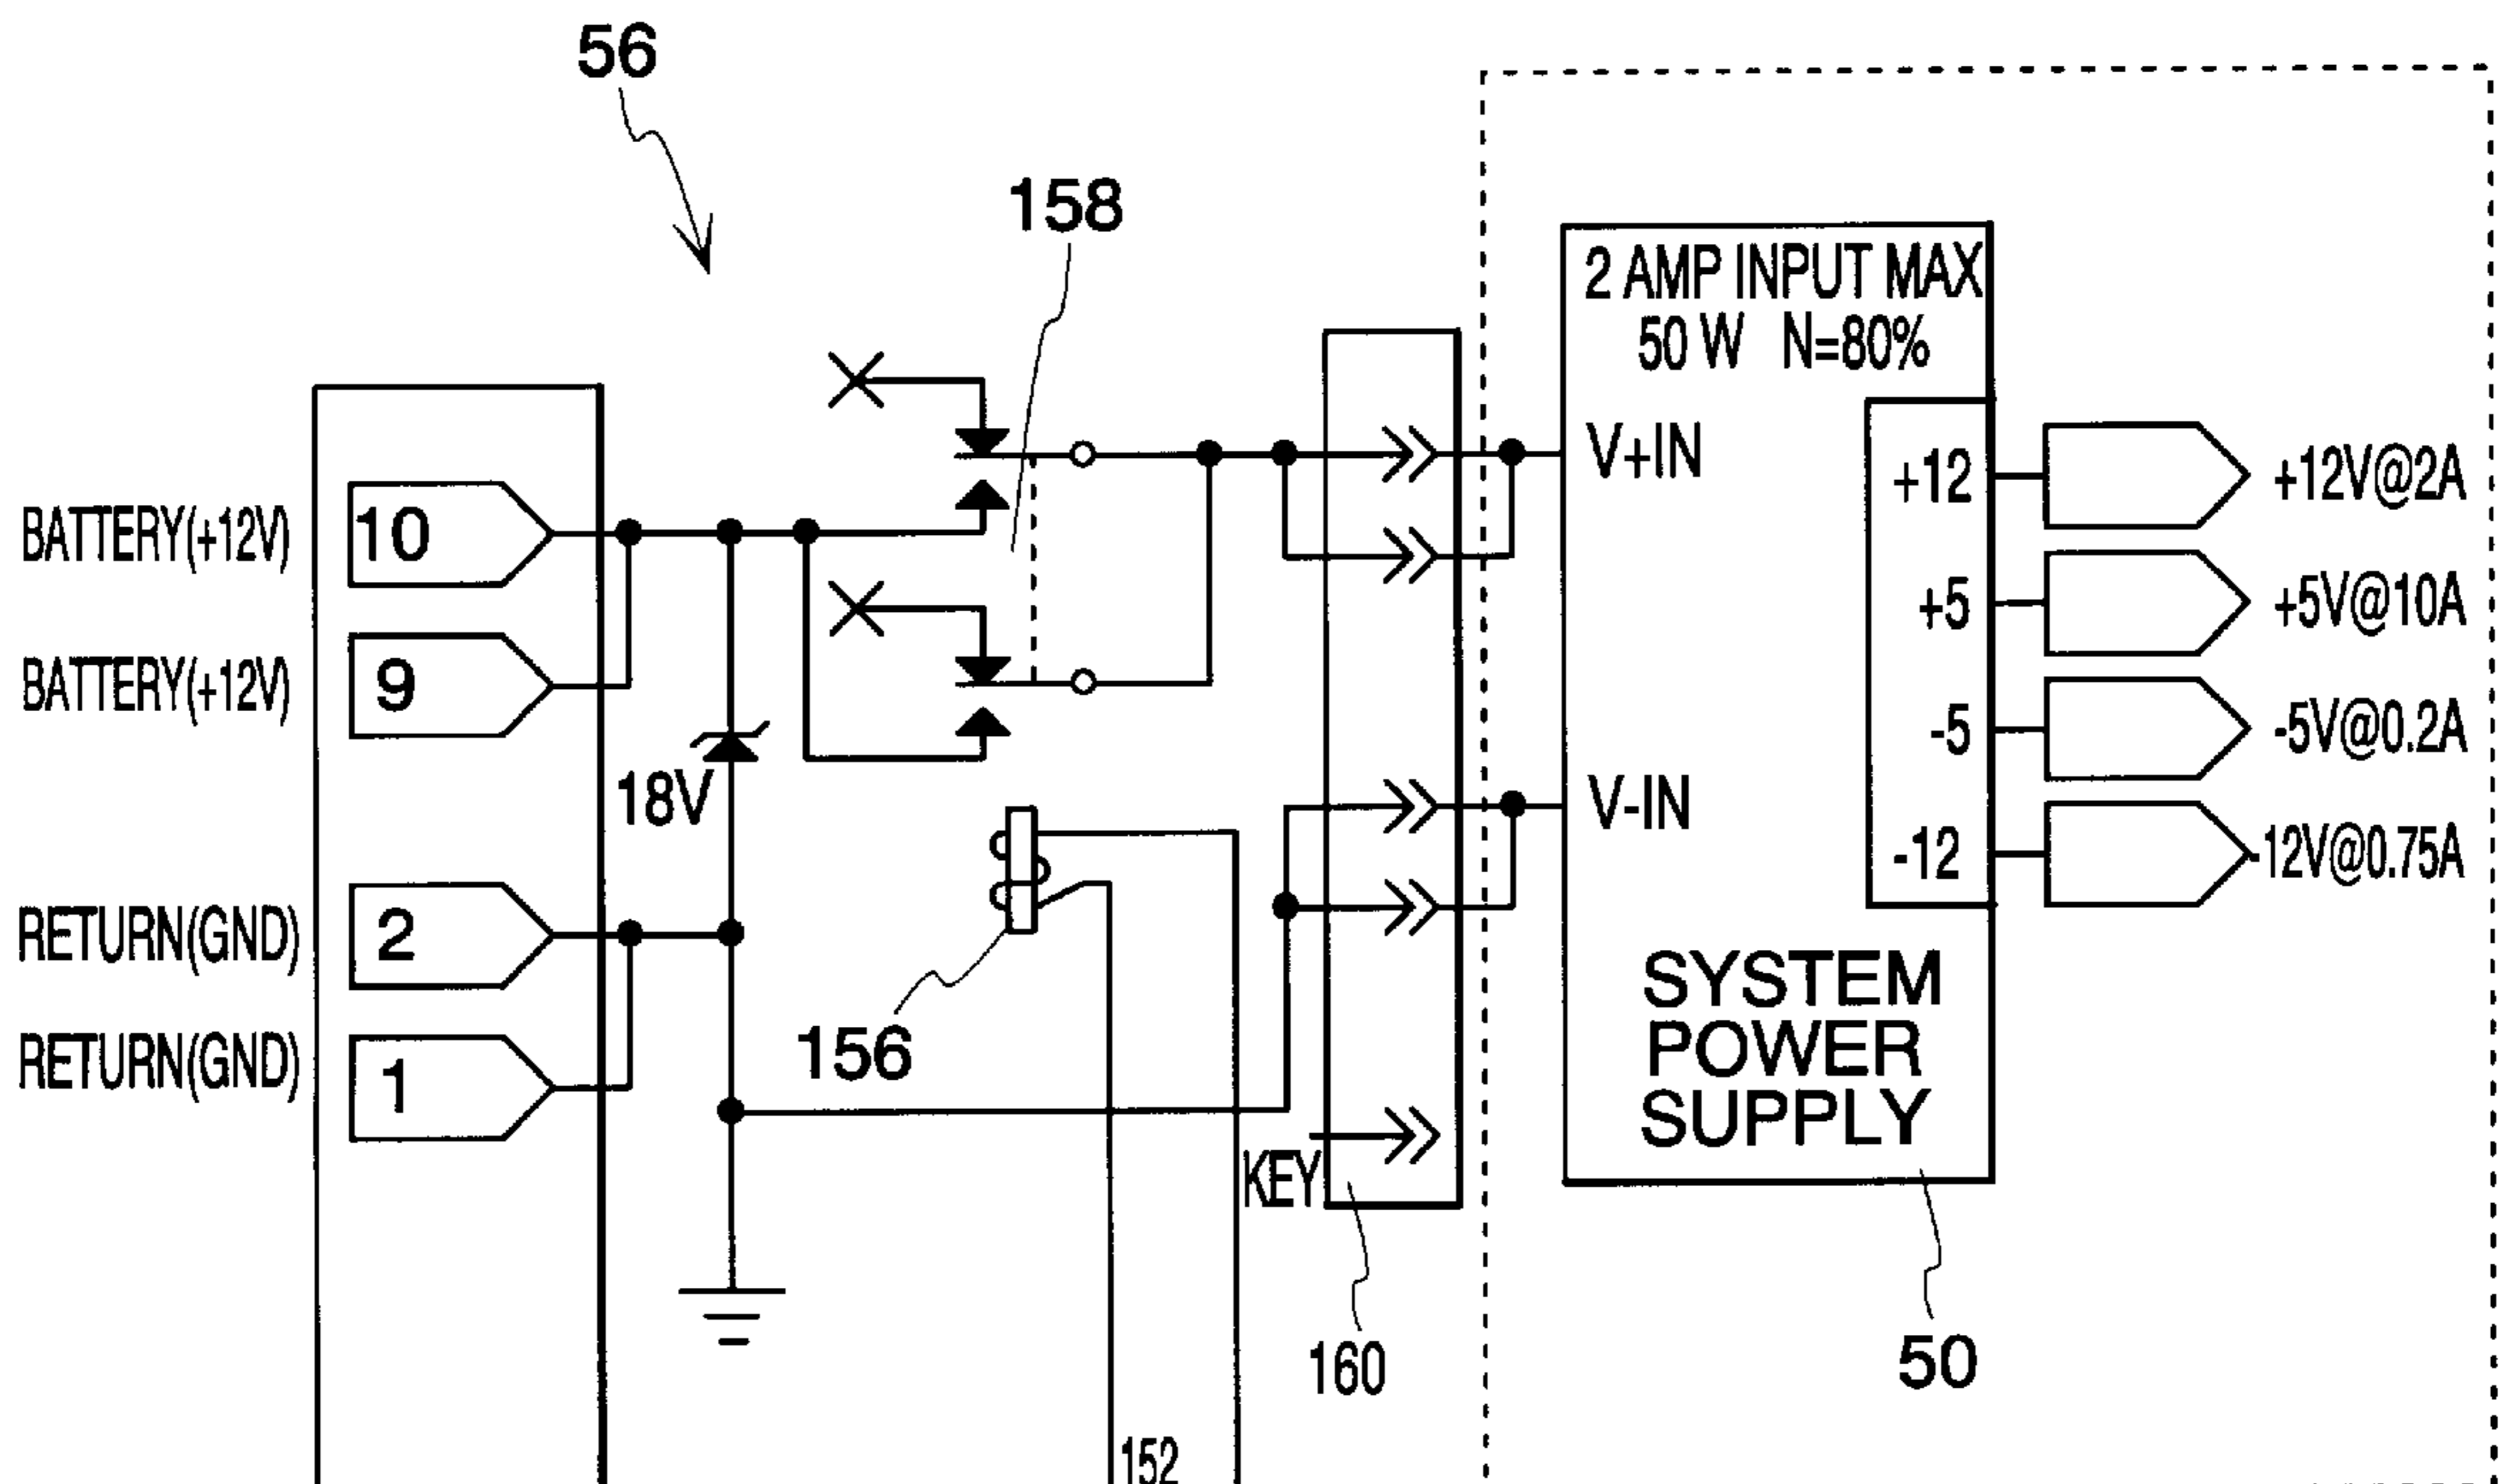 56
158
2 AMP INPUT MAX
50 W N=80%
V+IN
+12
+12V@2A
BATTERY(+12V)
10
+5
+5V@10A
BATTERY(+12V)
9
-5
-5V@0.2A
18V
V-IN
-12
-12V@0.75A
RETURN(GND)
2
156
SYSTEM
POWER
SUPPLY
RETURN(GND)
1
KEY
160
50
152